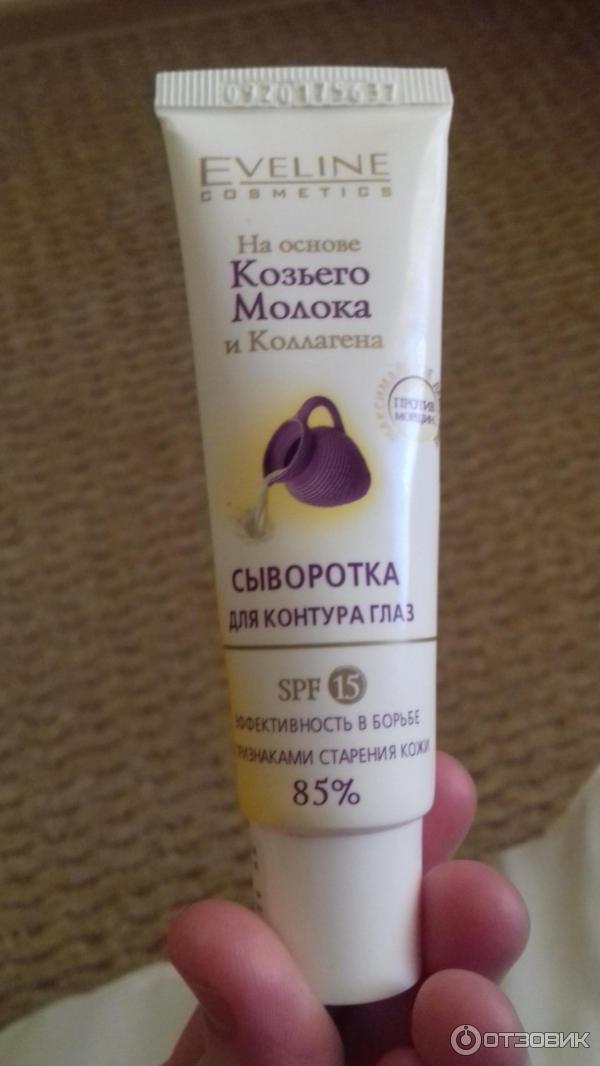 0920175637
EVELINE
COSMETICS
На основе
Козьего
Молока
и Коллагена
ПРОТИВ
МОРЩИН
СЫВОРОТКА
ДЛЯ КОНТУРА ГЛАЗ
SPF 15
ЭФФЕКТИВНОСТЬ В БОРЬБЕ
ПРИЗНАКАМИ СТАРЕНИЯ КОЖИ
85%
ОТЗОВИК